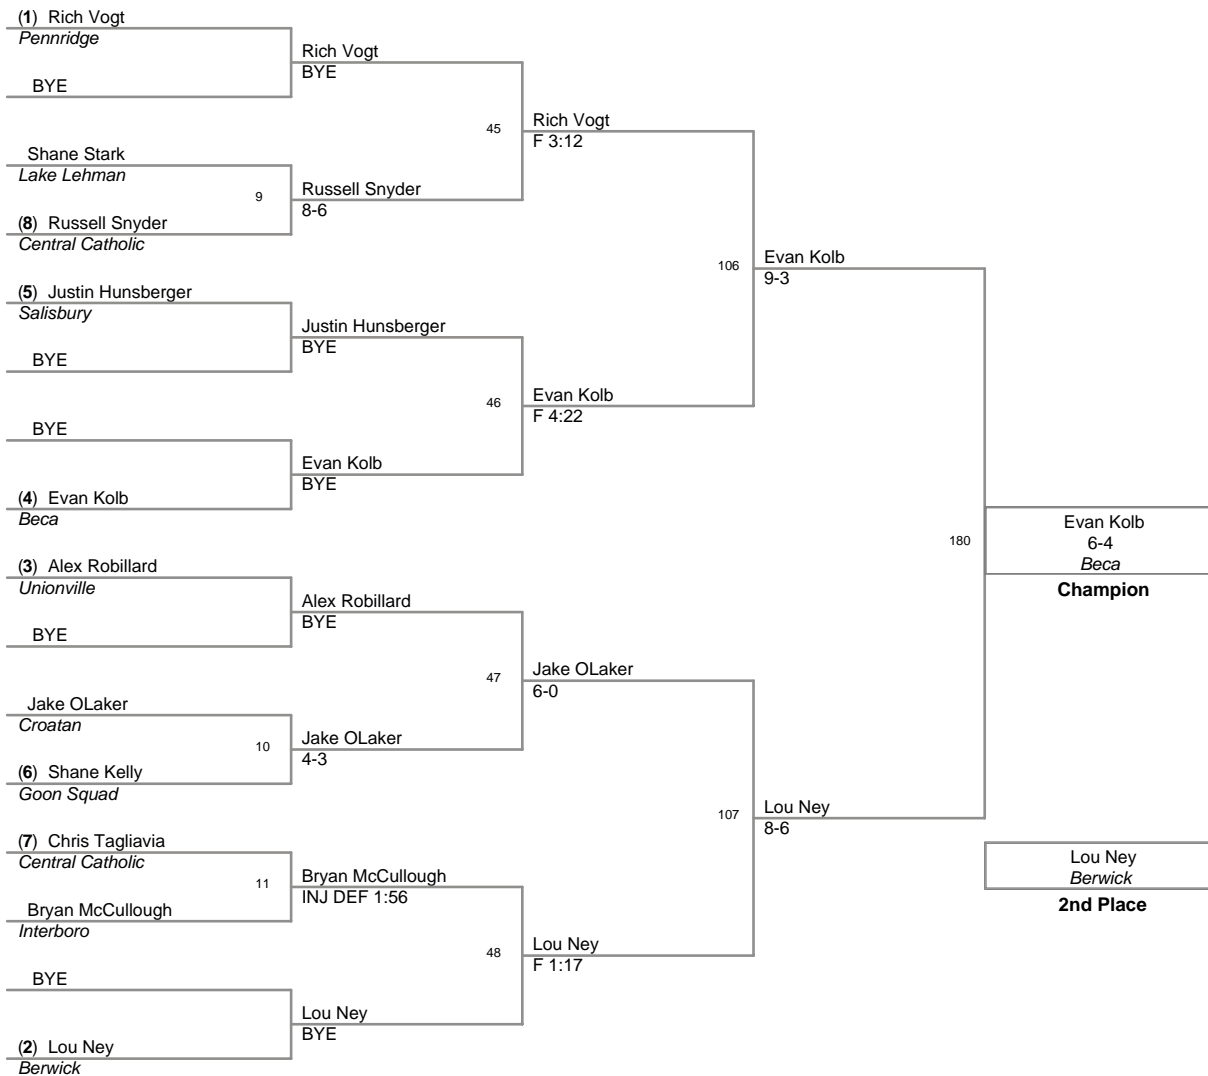 (1) Rich Vogt
Pennridge
BYE
Shane Stark
Lake Lehman
(8) Russell Snyder
Central Catholic
(5) Justin Hunsberger
Salisbury
BYE
BYE
(4) Evan Kolb
Beca
(3) Alex Robillard
Unionville
BYE
Jake OLaker
Croatan
(6) Shane Kelly
Goon Squad
(7) Chris Tagliavia
Central Catholic
Bryan McCullough
Interboro
BYE
(2) Lou Ney
Berwick
9
10
11
Rich Vogt
BYE
Russell Snyder
8-6
Justin Hunsberger
BYE
Evan Kolb
BYE
Alex Robillard
BYE
Jake OLaker
4-3
Bryan McCullough
INJ DEF 1:56
Lou Ney
BYE
45
46
47
48
Rich Vogt
F 3:12
Evan Kolb
F 4:22
Jake OLaker
6-0
Lou Ney
F 1:17
106
107
Evan Kolb
9-3
Lou Ney
8-6
180
Evan Kolb
6-4
Beca
Champion
Lou Ney
Berwick
2nd Place